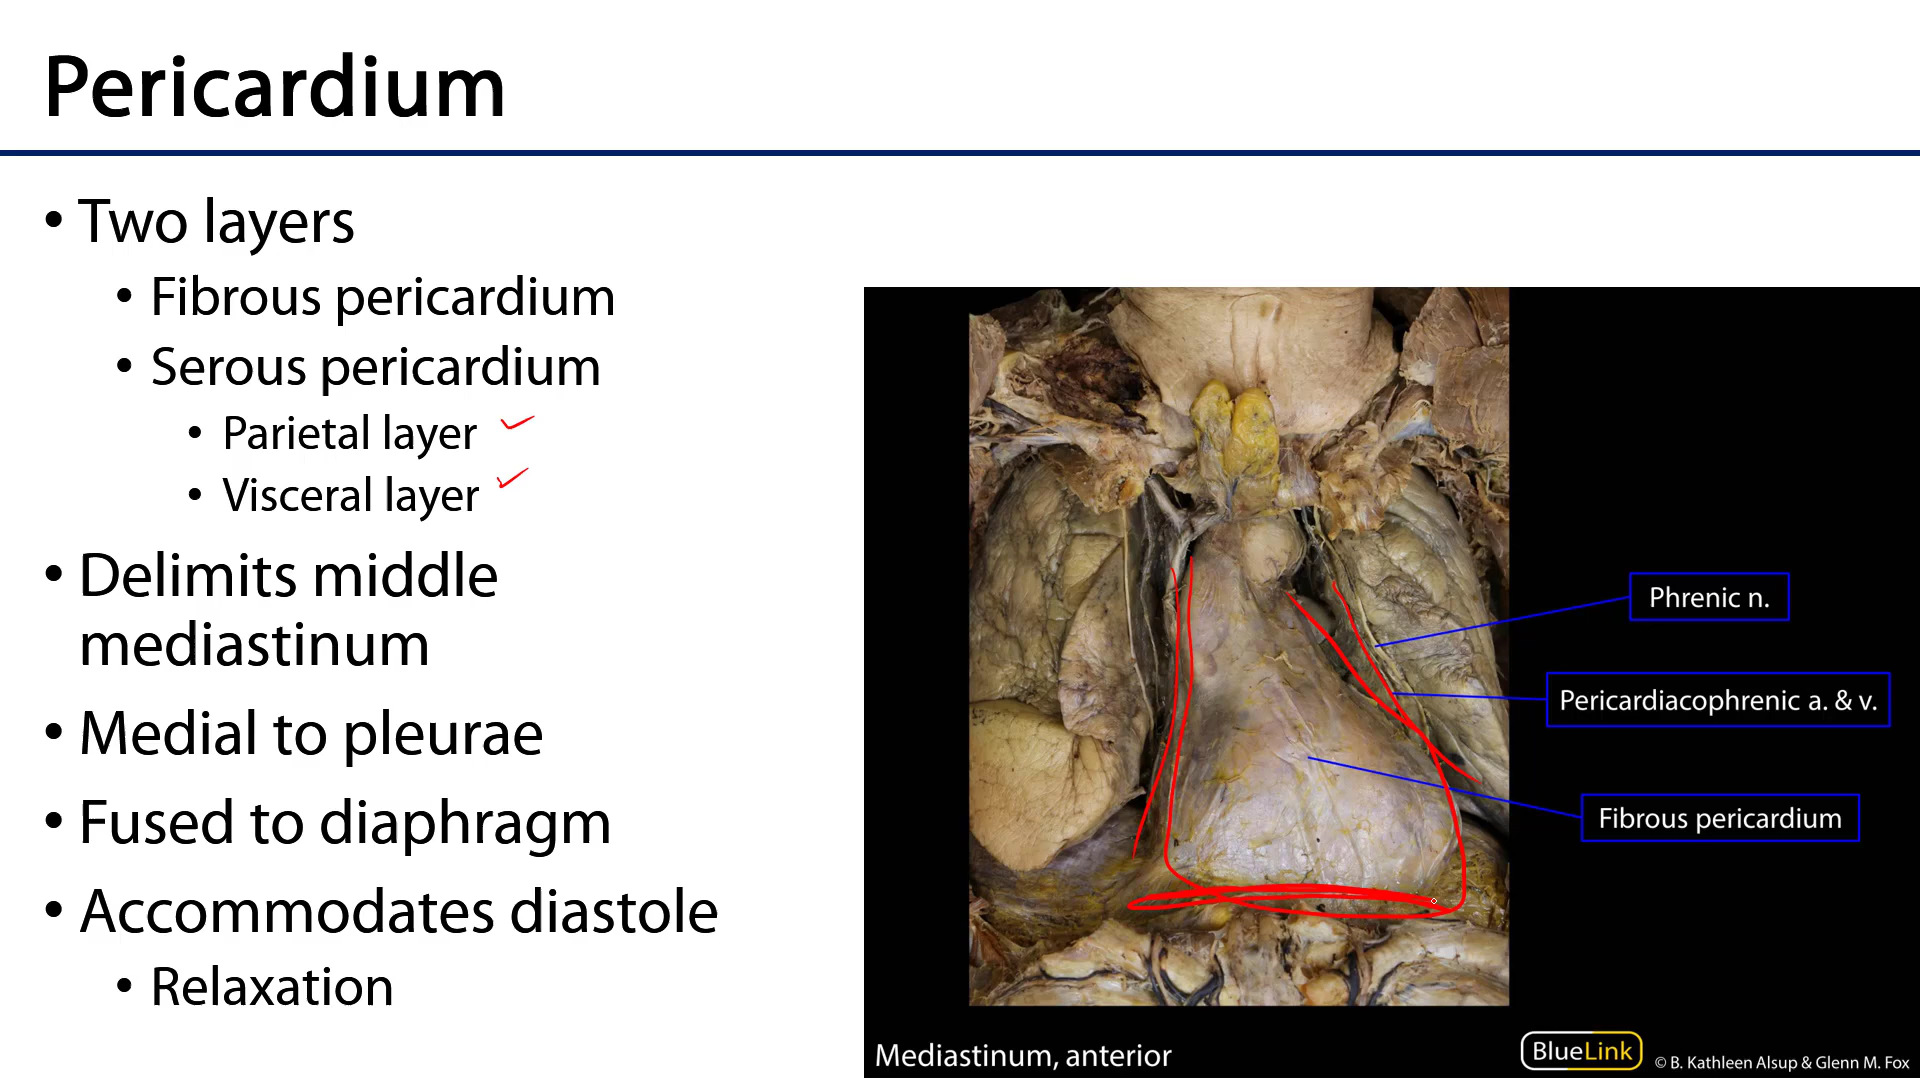 Pericardium
• Two layers
• Fibrous pericardium
• Serous pericardium
• Parietal layer
• Visceral layer
• Delimits middle
mediastinum
• Medial to pleurae
• Fused to diaphragm
• Accommodates diastole
• Relaxation
Phrenic n.
Pericardiacophrenic a. & v.
Fibrous pericardium
Mediastinum, anterior
BlueLink
© B. Kathleen Alsup & Glenn M. Fox